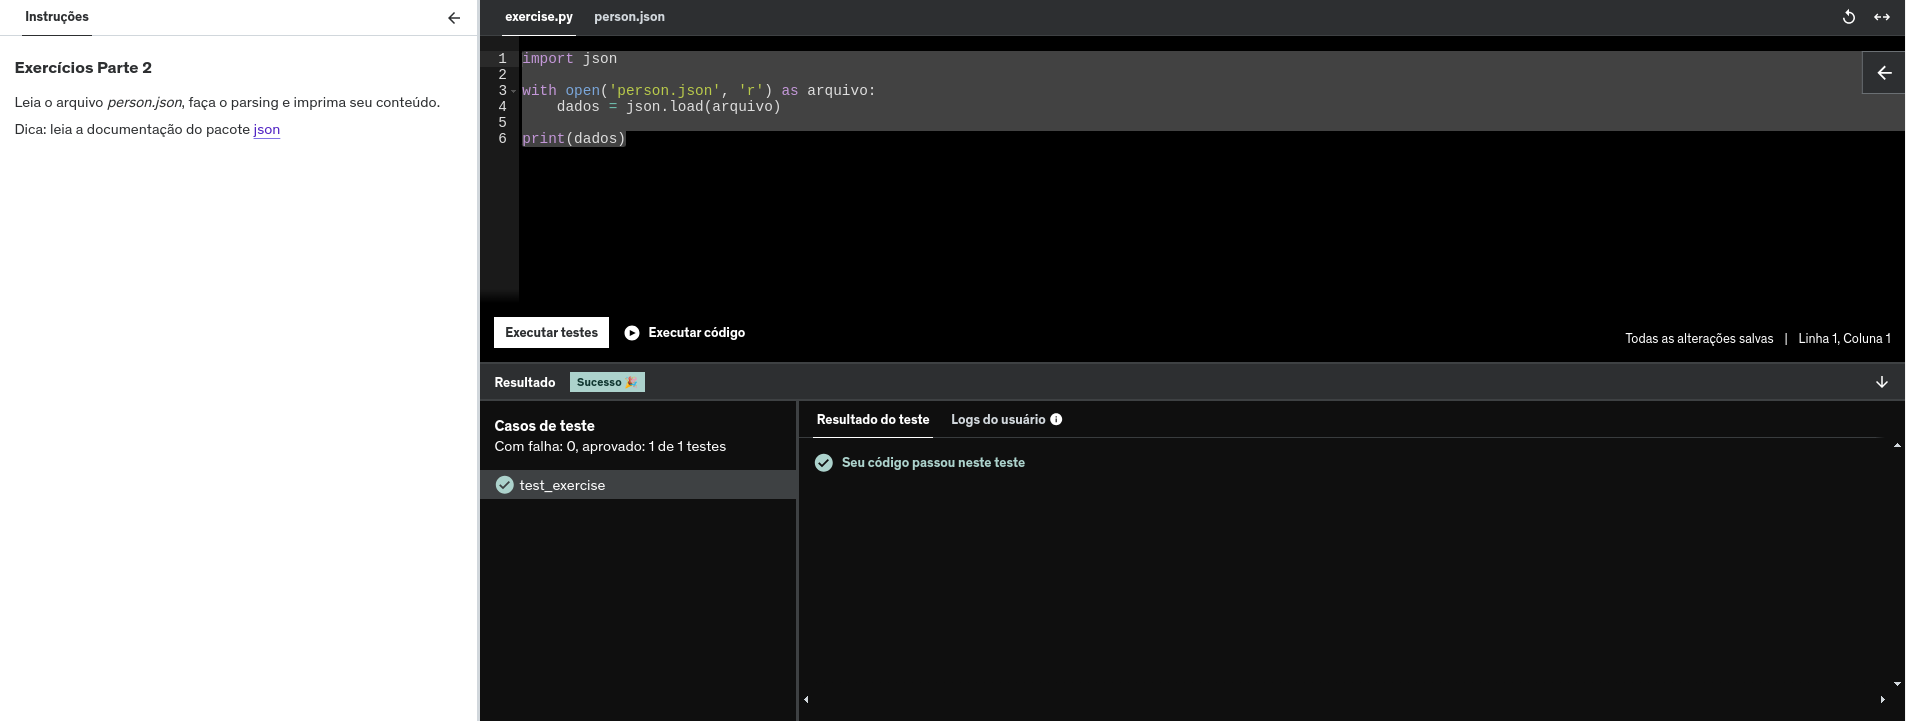 Instruções
Exercícios Parte 2
Leia o arquivo person.json, faça o parsing e imprima seu conteúdo.
Dica: leia a documentação do pacote json
exercise.py person.json
1 import json
2
3 with open('person.json', 'r') as arquivo:
4     dados = json.load(arquivo)
5
6 print(dados)
Executar testes Executar código
Todas as alterações salvas | Linha 1, Coluna 1
Resultado Sucesso 🎉
Casos de teste
Com falha: 0, aprovado: 1 de 1 testes
test_exercise
Resultado do teste Logs do usuário
Seu código passou neste teste